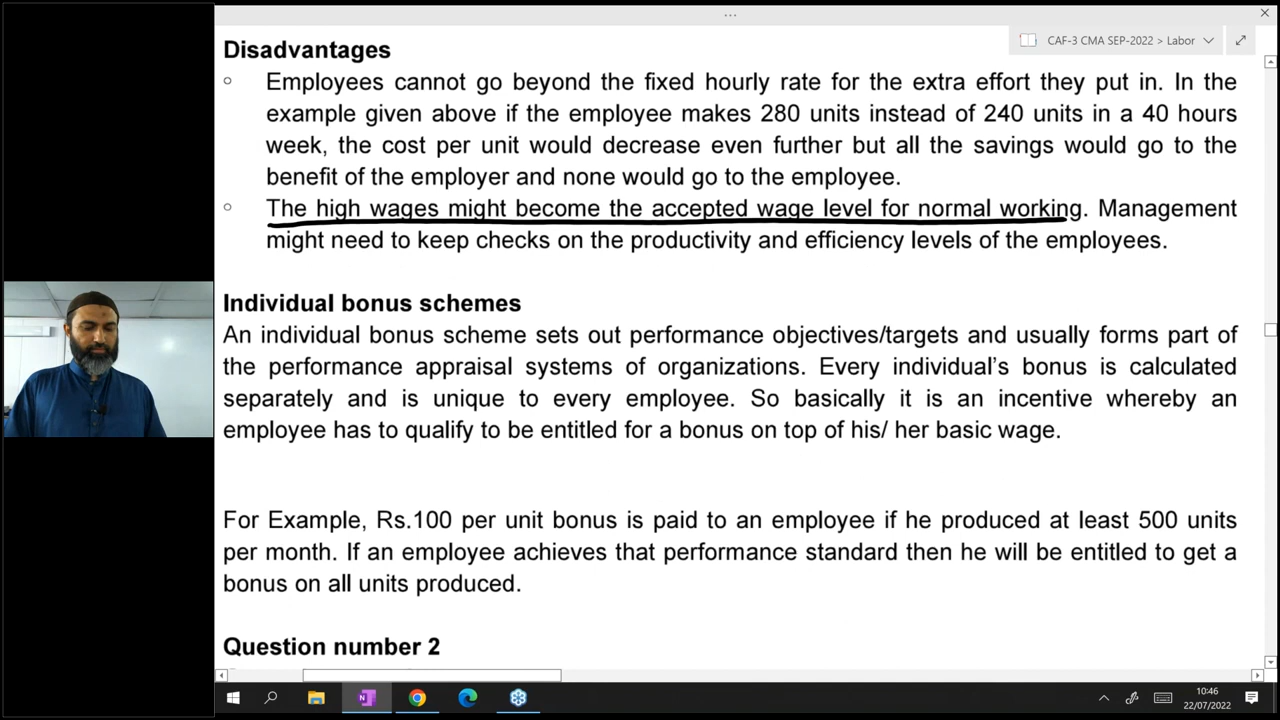 CAF-3 CMA SEP-2022 > Labor
Disadvantages
Employees cannot go beyond the fixed hourly rate for the extra effort they put in. In the
example given above if the employee makes 280 units instead of 240 units in a 40 hours
week, the cost per unit would decrease even further but all the savings would go to the
benefit of the employer and none would go to the employee.
The high wages might become the accepted wage level for normal working. Management
might need to keep checks on the productivity and efficiency levels of the employees.
Individual bonus schemes
An individual bonus scheme sets out performance objectives/targets and usually forms part of
the performance appraisal systems of organizations. Every individual's bonus is calculated
separately and is unique to every employee. So basically it is an incentive whereby an
employee has to qualify to be entitled for a bonus on top of his/ her basic wage.
For Example, Rs.100 per unit bonus is paid to an employee if he produced at least 500 units
per month. If an employee achieves that performance standard then he will be entitled to get a
bonus on all units produced.
Question number 2
10:46
22/07/2022